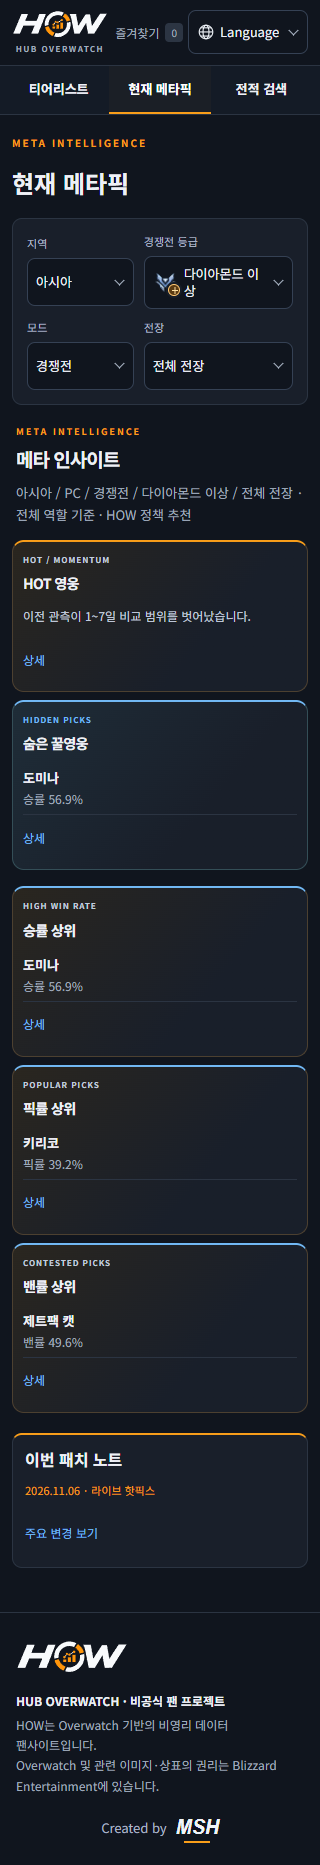 HOW
HUB OVERWATCH
즐겨찾기 0
Language
티어리스트
현재 메타픽
전적 검색
META INTELLIGENCE
현재 메타픽
지역
경쟁전 등급
아시아
다이아몬드 이
상
모드
전장
경쟁전
전체 전장
META INTELLIGENCE
메타 인사이트
아시아 / PC / 경쟁전 / 다이아몬드 이상 / 전체 전장 ·
전체 역할 기준 · HOW 정책 추천
HOT / MOMENTUM
HOT 영웅
이전 관측이 1~7일 비교 범위를 벗어났습니다.
상세
HIDDEN PICKS
숨은 꿀영웅
도미나
승률 56.9%
상세
HIGH WIN RATE
승률 상위
도미나
승률 56.9%
상세
POPULAR PICKS
픽률 상위
키리코
픽률 39.2%
상세
CONTESTED PICKS
밴률 상위
제트팩 캣
밴률 49.6%
상세
이번 패치 노트
2026.11.06 · 라이브 핫픽스
주요 변경 보기
HOW
HUB OVERWATCH · 비공식 팬 프로젝트
HOW는 Overwatch 기반의 비영리 데이터
팬사이트입니다.
Overwatch 및 관련 이미지·상표의 권리는 Blizzard
Entertainment에 있습니다.
Created by MSH